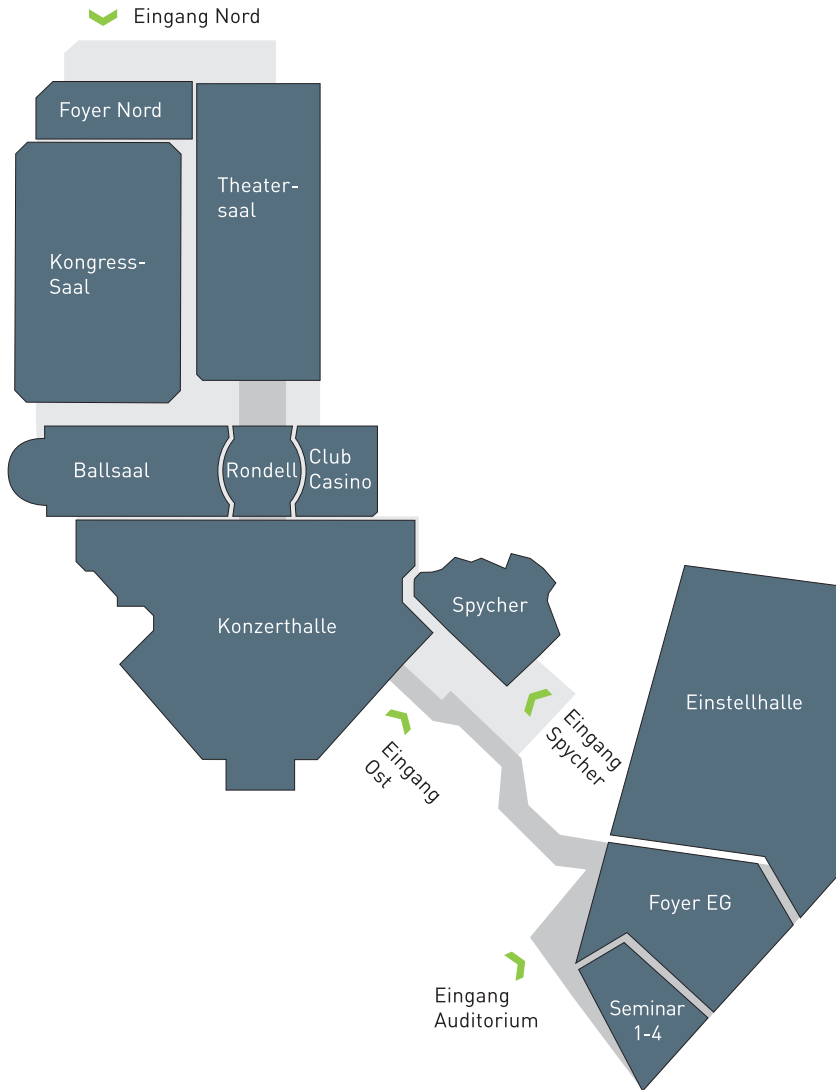 Eingang Nord
Foyer Nord
Theater-
saal
Kongress-
Saal
Ballsaal
Rondell
Club
Casino
Konzerthalle
Spycher
Einstellhalle
Eingang
Spycher
Eingang
Ost
Foyer EG
Eingang
Auditorium
Seminar
1-4